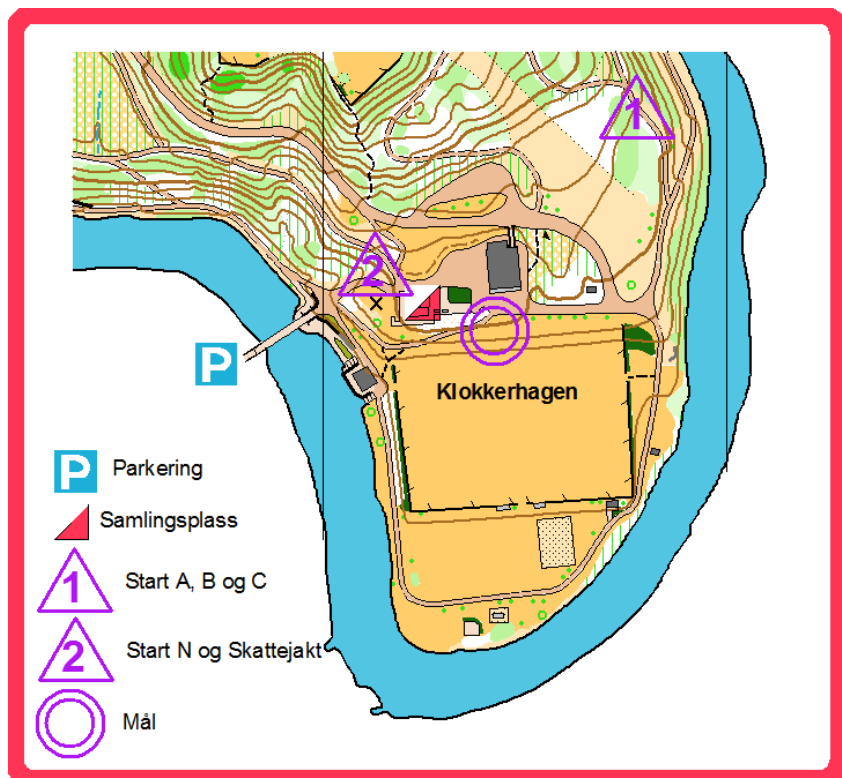 1
2
P
Klokkerhagen
P Parkering
Samlingsplass
1 Start A, B og C
2 Start N og Skattejakt
Mål